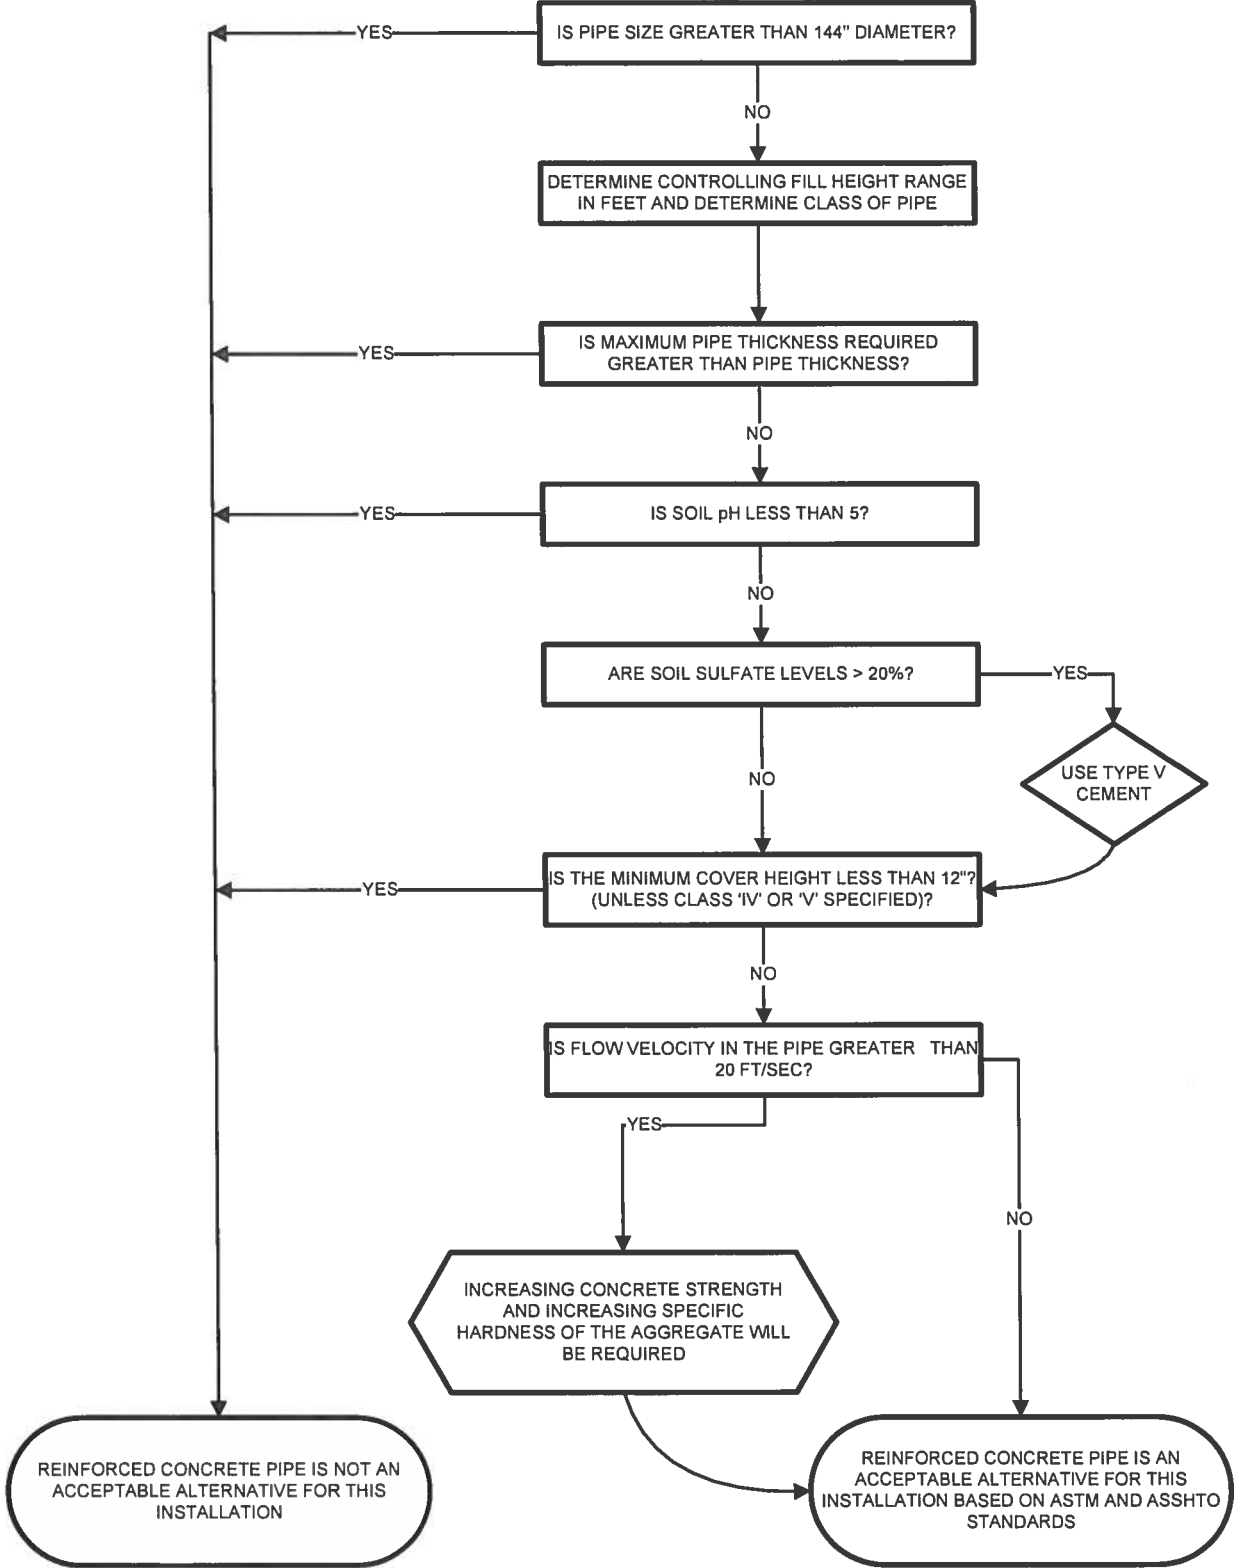 YES
IS PIPE SIZE GREATER THAN 144" DIAMETER?
NO
DETERMINE CONTROLLING FILL HEIGHT RANGE
IN FEET AND DETERMINE CLASS OF PIPE
YES
IS MAXIMUM PIPE THICKNESS REQUIRED
GREATER THAN PIPE THICKNESS?
NO
YES
IS SOIL pH LESS THAN 5?
NO
ARE SOIL SULFATE LEVELS > 20%?
YES
NO
USE TYPE V
CEMENT
YES
IS THE MINIMUM COVER HEIGHT LESS THAN 12"?
(UNLESS CLASS 'IV' OR 'V' SPECIFIED)?
NO
IS FLOW VELOCITY IN THE PIPE GREATER THAN
20 FT/SEC?
YES
NO
INCREASING CONCRETE STRENGTH
AND INCREASING SPECIFIC
HARDNESS OF THE AGGREGATE WILL
BE REQUIRED
REINFORCED CONCRETE PIPE IS NOT AN
ACCEPTABLE ALTERNATIVE FOR THIS
INSTALLATION
REINFORCED CONCRETE PIPE IS AN
ACCEPTABLE ALTERNATIVE FOR THIS
INSTALLATION BASED ON ASTM AND ASSHTO
STANDARDS